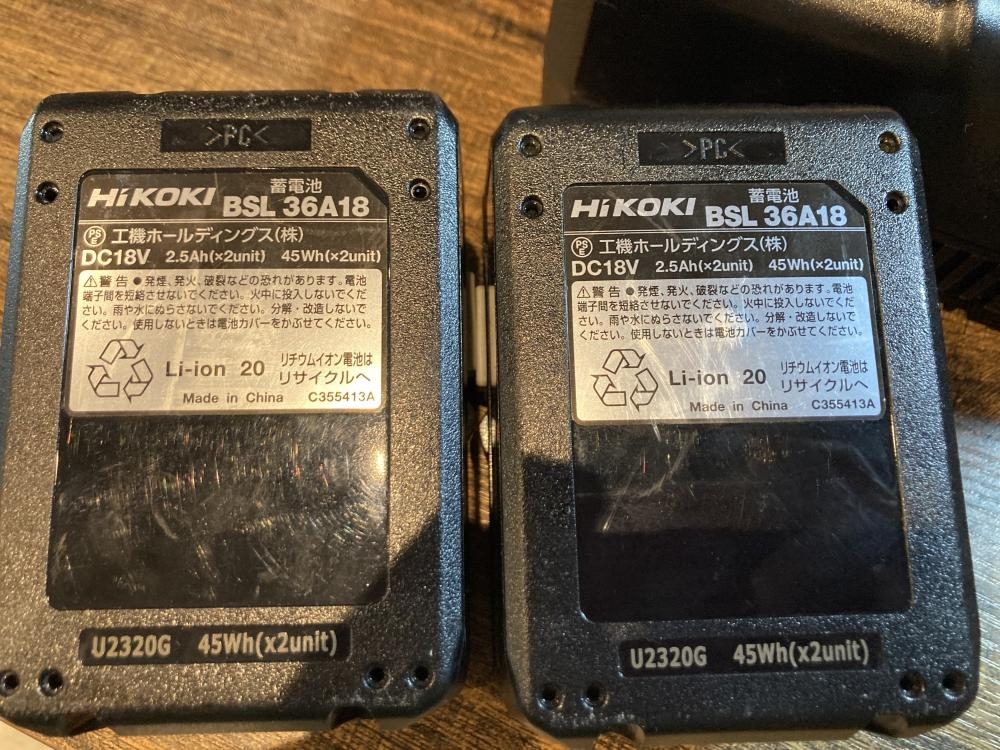 >PC<
HiKOKI 蓄電池
BSL 36A18
PSE 工機ホールディングス(株)
DC18V 2.5Ah(×2unit) 45Wh(×2unit)
⚠警告 ●発煙、発火、破裂などの恐れがあります。電池
端子間を短絡させないでください。火中に投入しないでくだ
さい。雨や水にぬらさないでください。分解・改造しないでく
ださい。使用しないときは電池カバーをかぶせてください。
Li-ion 20 リチウムイオン電池は
リサイクルへ
Made in China C355413A
U2320G 45Wh(x2unit)
>PC<
HiKOKI 蓄電池
BSL 36A18
PSE 工機ホールディングス(株)
DC18V 2.5Ah(×2unit) 45Wh(×2unit)
⚠警告 ●発煙、発火、破裂などの恐れがあります。電池
端子間を短絡させないでください。火中に投入しないでくだ
さい。雨や水にぬらさないでください。分解・改造しないでく
ださい。使用しないときは電池カバーをかぶせてください。
Li-ion 20 リチウムイオン電池は
リサイクルへ
Made in China C355413A
U2320G 45Wh(x2unit)